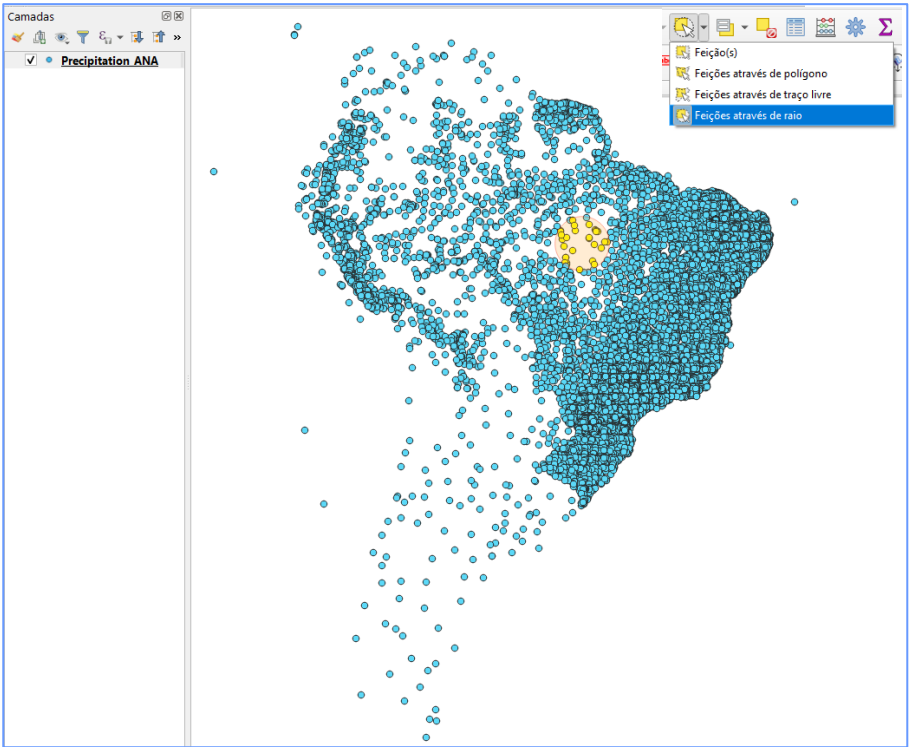 Camadas
Precipitation ANA
Feição(s)
Feições através de polígono
Feições através de traço livre
Feições através de raio